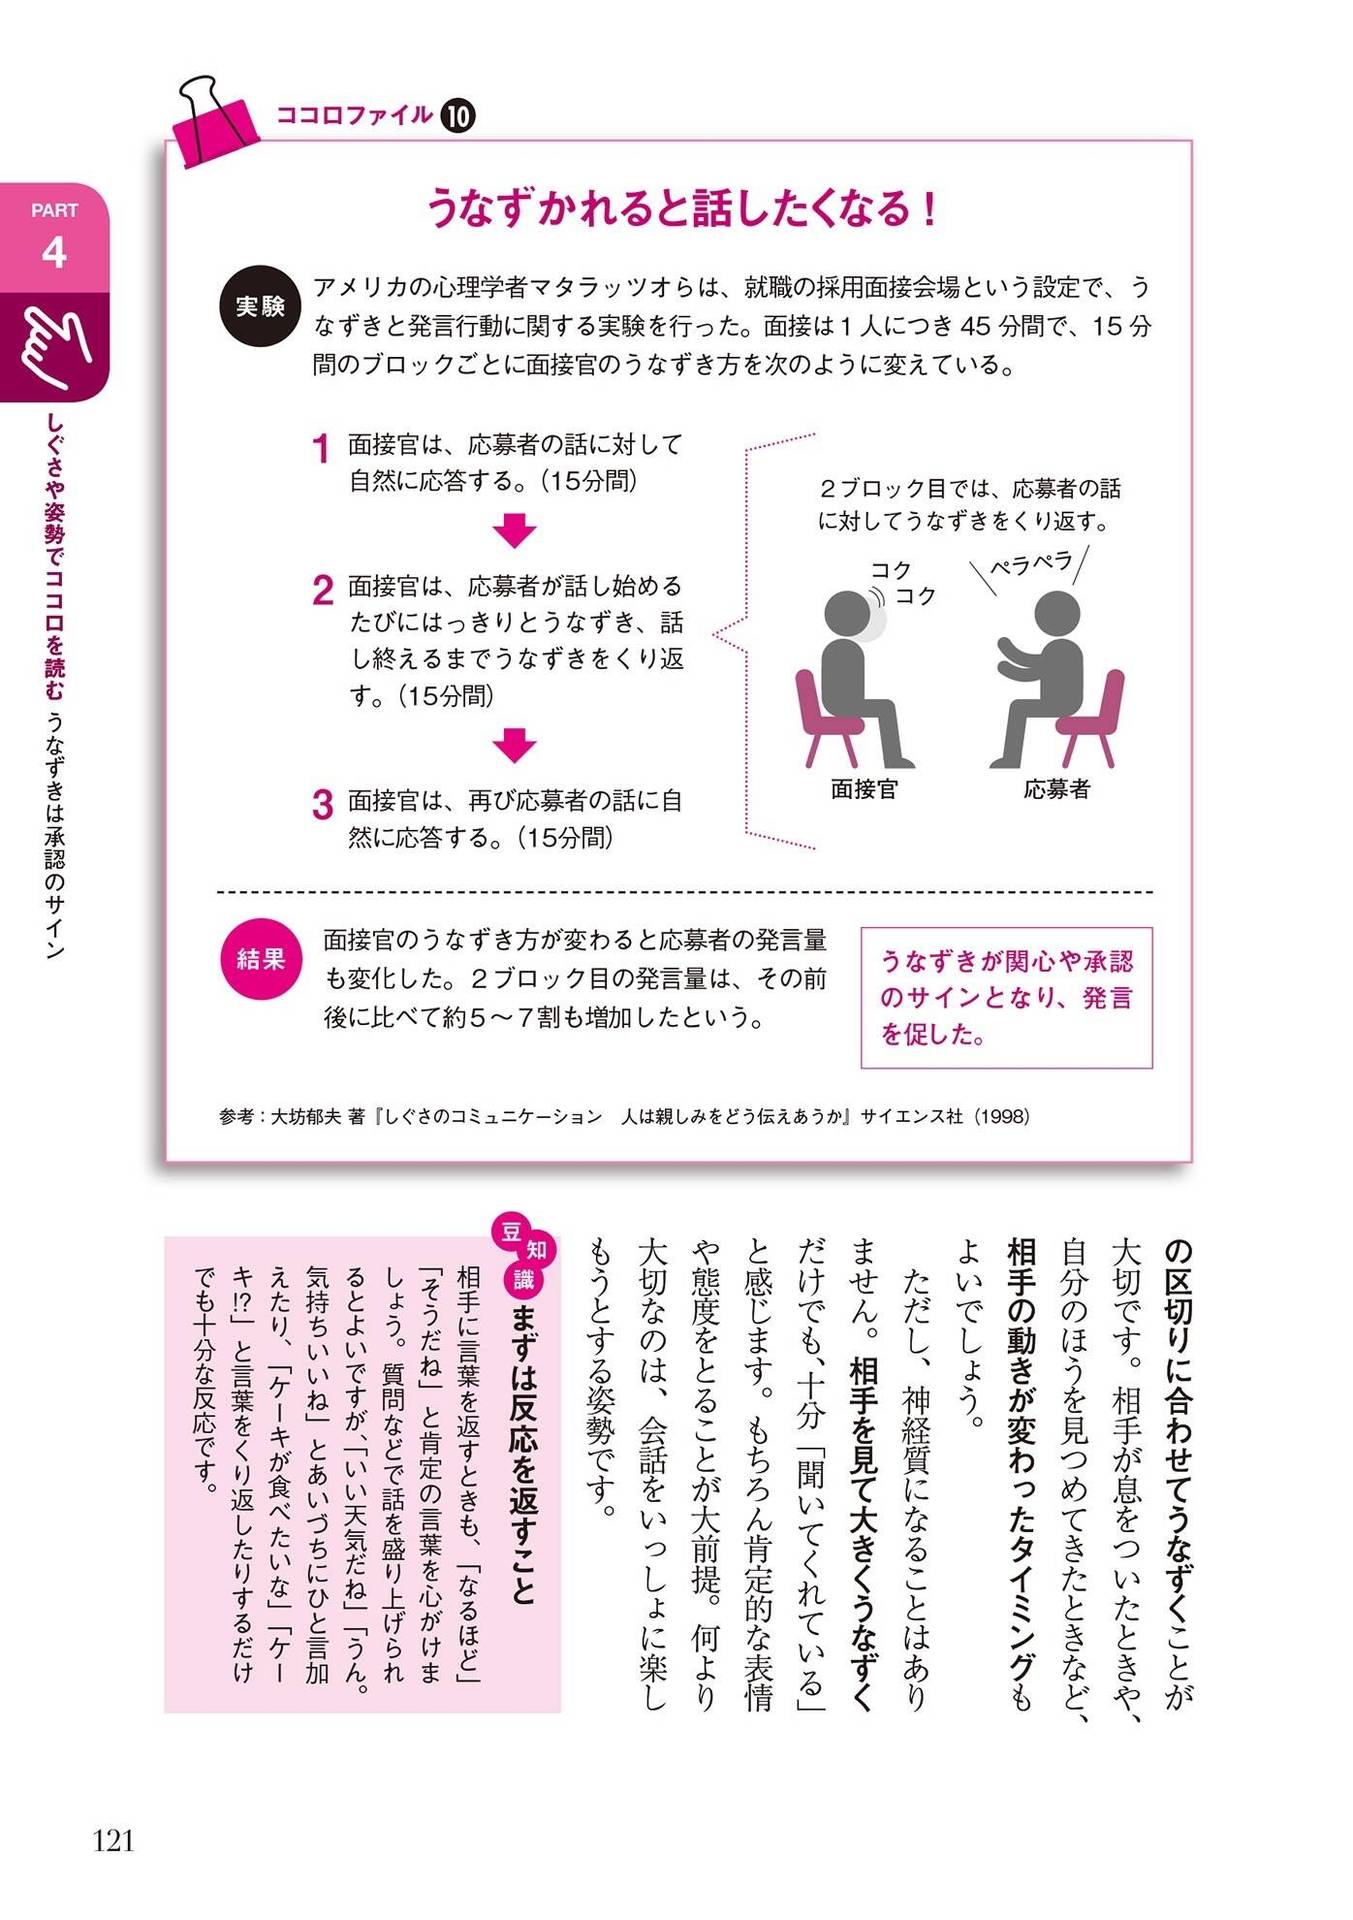 ココロファイル 10
うなずかれると話したくなる！
実験
アメリカの心理学者マタラッツオらは、就職の採用面接会場という設定で、う
なずきと発言行動に関する実験を行った。面接は１人につき 45 分間で、15 分
間のブロックごとに面接官のうなずき方を次のように変えている。
1 面接官は、応募者の話に対して
自然に応答する。（15分間）
2 面接官は、応募者が話し始める
たびにはっきりとうなずき、話
し終えるまでうなずきをくり返
す。（15分間）
3 面接官は、再び応募者の話に自
然に応答する。（15分間）
２ブロック目では、応募者の話
に対してうなずきをくり返す。
コク
コク
ペラペラ
面接官
応募者
結果
面接官のうなずき方が変わると応募者の発言量
も変化した。２ブロック目の発言量は、その前
後に比べて約５～７割も増加したという。
うなずきが関心や承認
のサインとなり、発言
を促した。
参考：大坊郁夫 著『しぐさのコミュニケーション　人は親しみをどう伝えあうか』サイエンス社（1998）
PART
4
しぐさや姿勢でココロを読む うなずきは承認のサイン
の区切りに合わせてうなずくことが
大切です。相手が息をついたときや、
自分のほうを見つめてきたときなど、
相手の動きが変わったタイミングも
よいでしょう。
ただし、神経質になることはあり
ません。相手を見て大きくうなずく
だけでも、十分「聞いてくれている」
と感じます。もちろん肯定的な表情
や態度をとることが大前提。何より
大切なのは、会話をいっしょに楽し
もうとする姿勢です。
豆知識 まずは反応を返すこと
相手に言葉を返すときも、「なるほど」
「そうだね」と肯定の言葉を心がけま
しょう。質問などで話を盛り上げられ
るとよいですが、「いい天気だね」「うん。
気持ちいいね」とあいづちにひと言加
えたり、「ケーキが食べたいな」「ケー
キ!?」と言葉をくり返したりするだけ
でも十分な反応です。
121